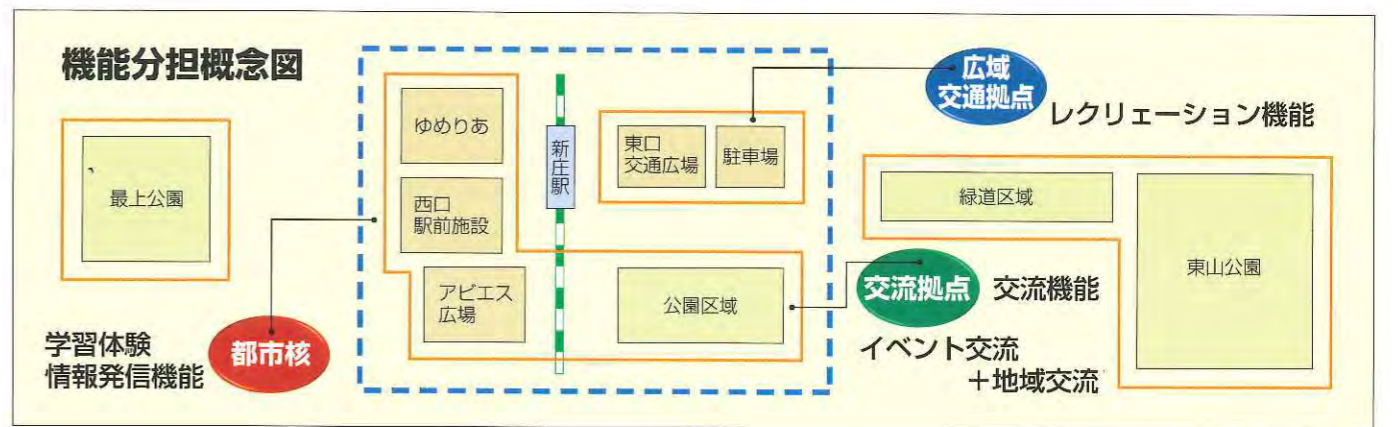 機能分担概念図
最上公園
学習体験
情報発信機能
都市核
ゆめりあ
西口
駅前施設
アビエス
広場
新庄駅
東口
交通広場
駐車場
公園区域
広域
交通拠点
レクリェーション機能
緑道区域
東山公園
交流拠点
交流機能
イベント交流
+地域交流